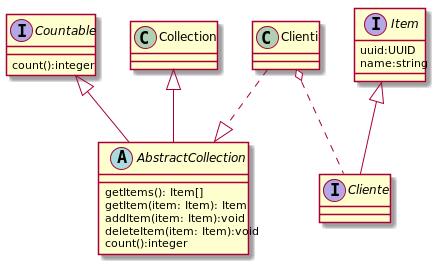 I Countable
count():integer
C Collection
C Clienti
I Item
uuid:UUID
name:string
A AbstractCollection
getItems(): Item[]
getItem(item: Item): Item
addItem(item: Item):void
deleteItem(item: Item):void
count():integer
I Cliente